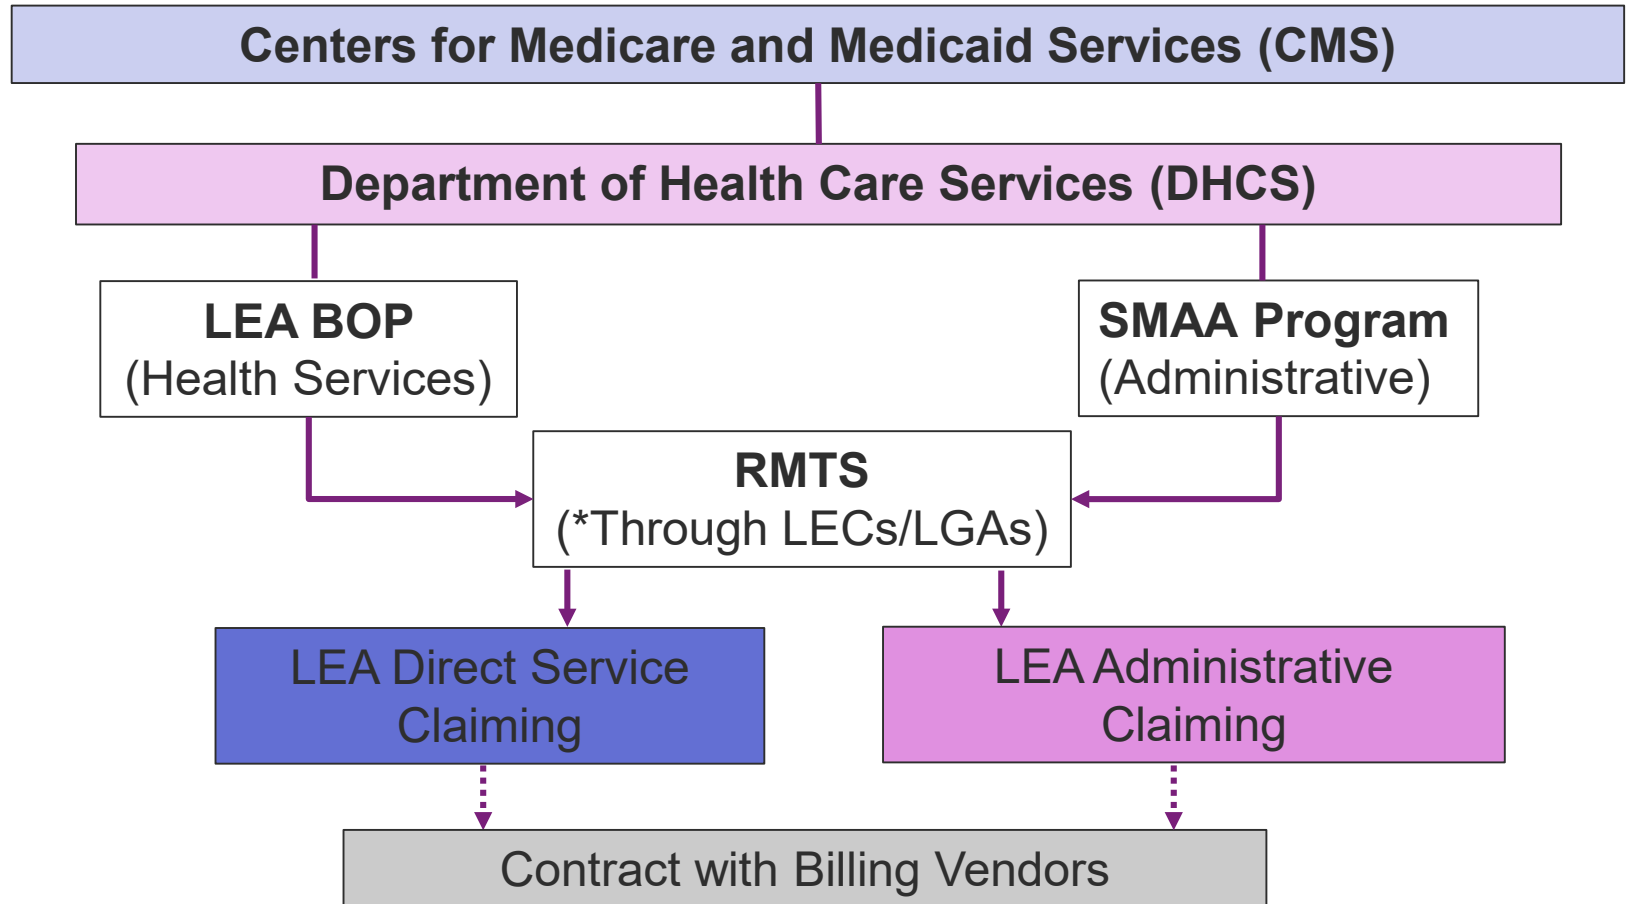 Centers for Medicare and Medicaid Services (CMS)
Department of Health Care Services (DHCS)
LEA BOP
(Health Services)
SMAA Program
(Administrative)
RMTS
(*Through LECs/LGAs)
LEA Direct Service
Claiming
LEA Administrative
Claiming
Contract with Billing Vendors